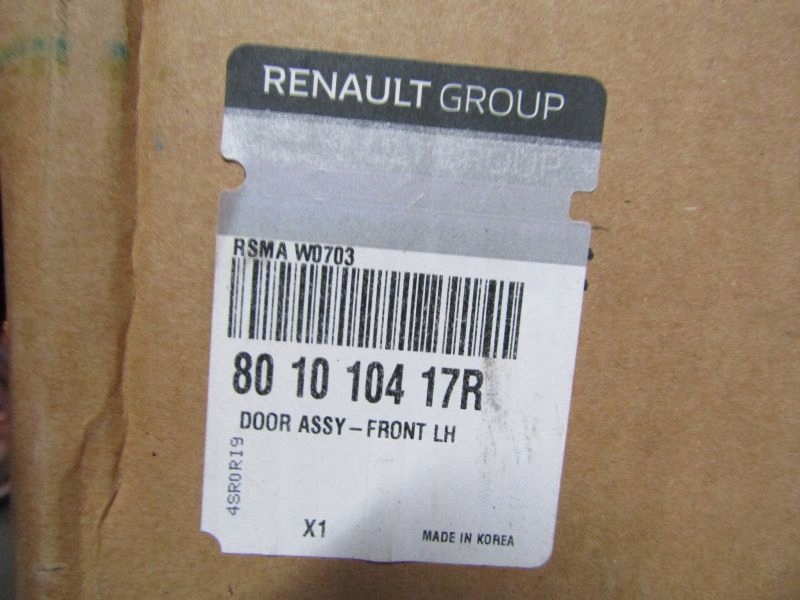 RENAULT GROUP
RSMA W0703
80 10 104 17R
DOOR ASSY-FRONT LH
4SR0RI9
X1
MADE IN KOREA